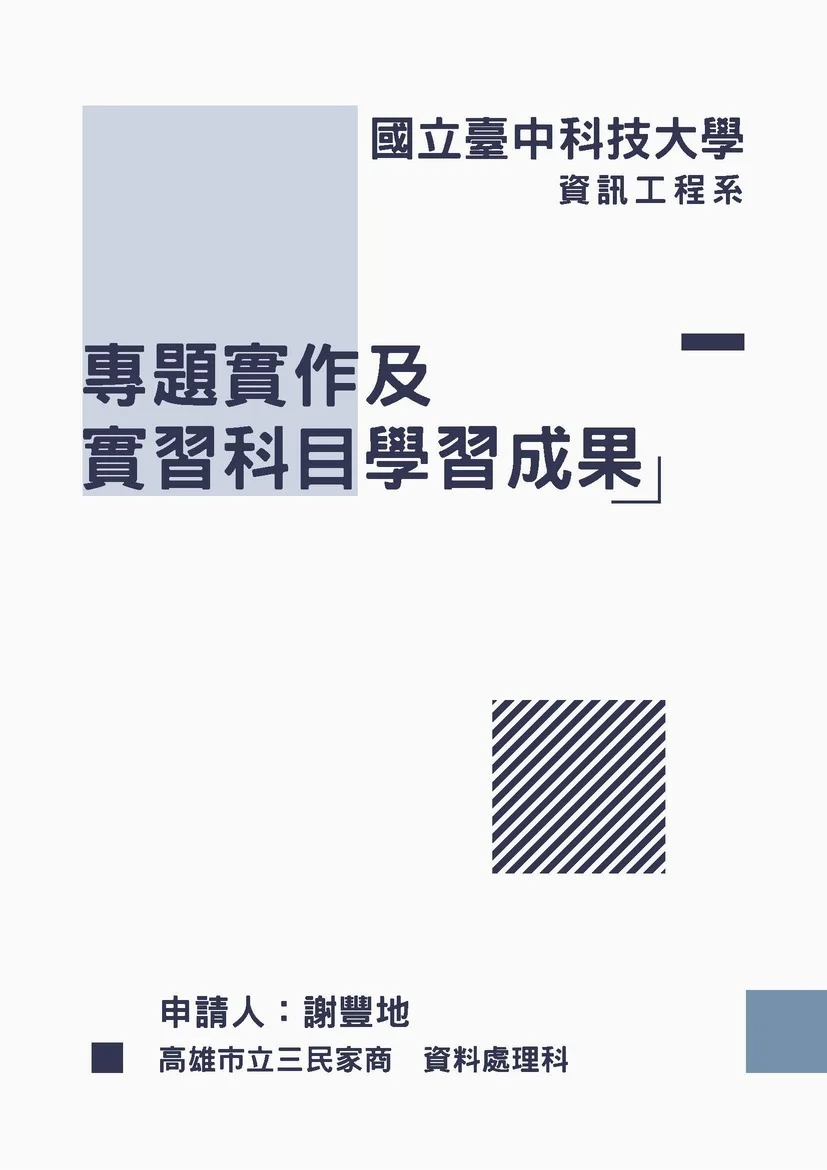 國立臺中科技大學
資訊工程系
專題實作及
實習科目學習成果
申請人：謝豐地
高雄市立三民家商　資料處理科